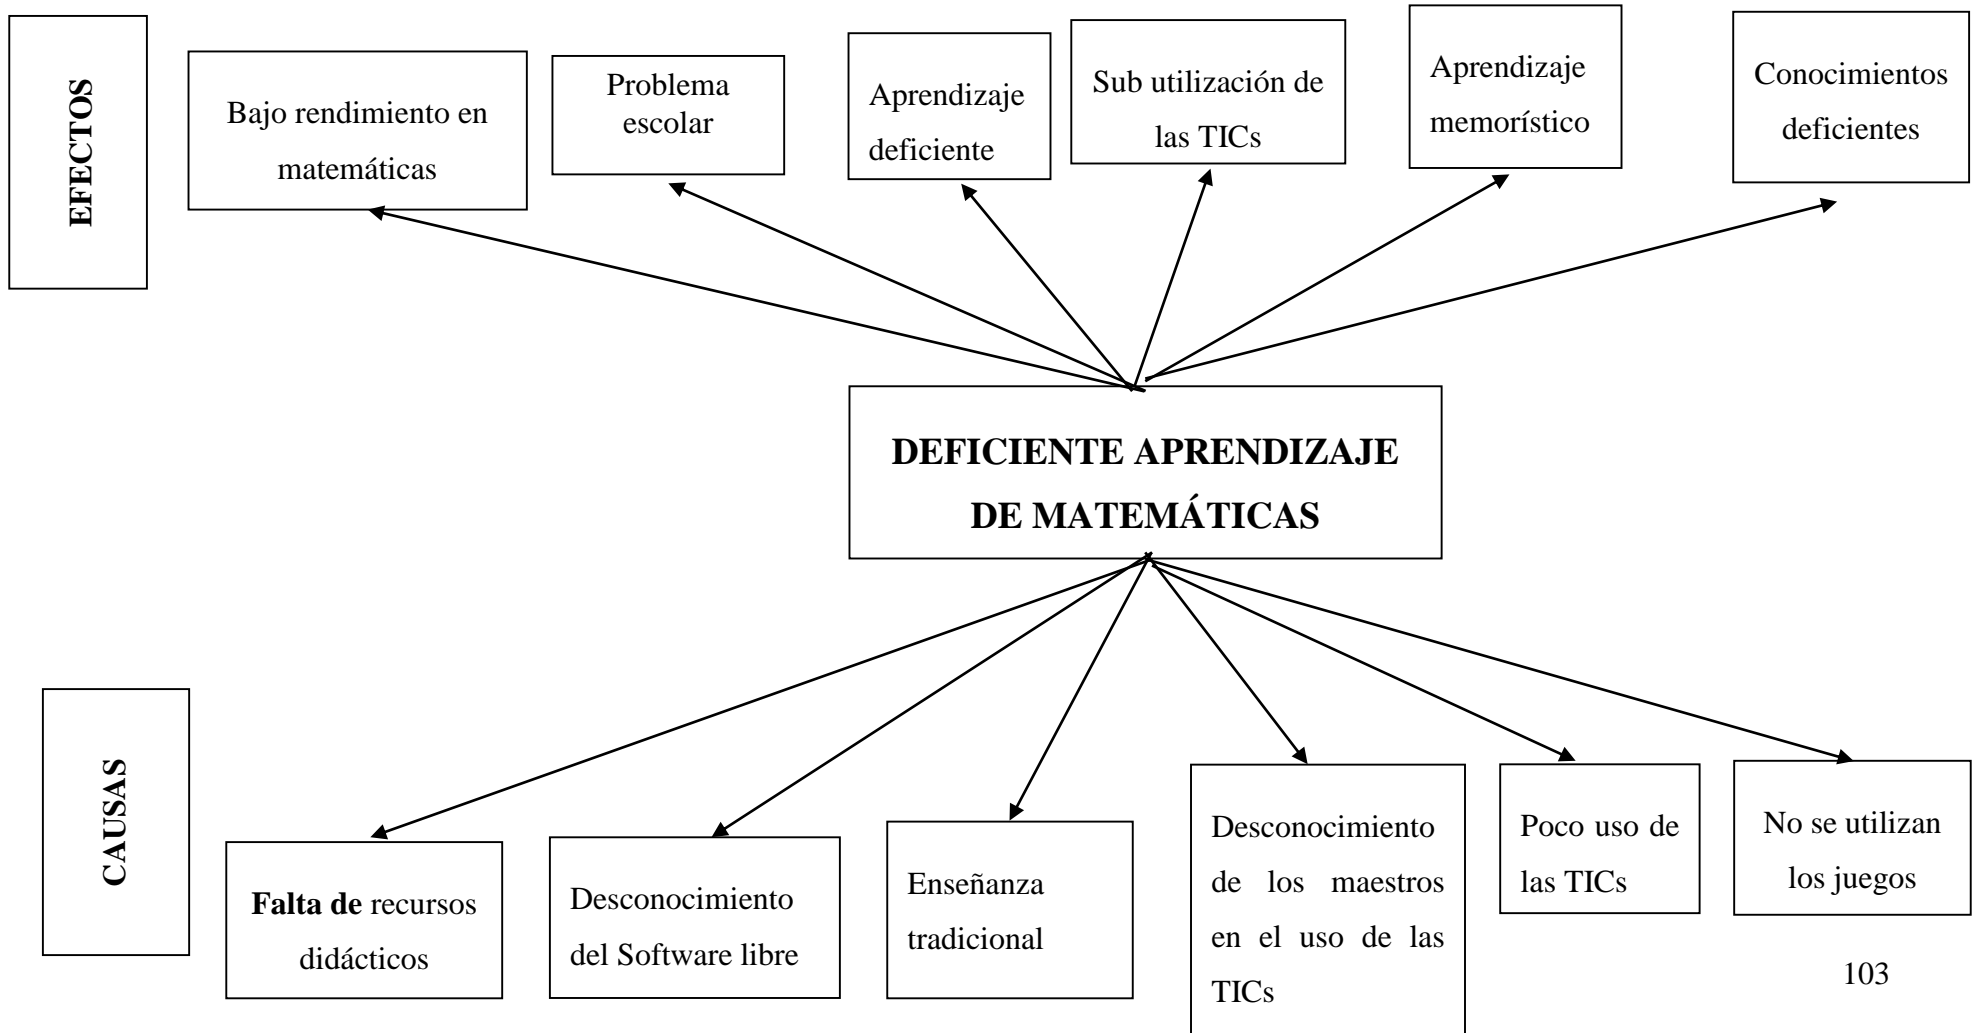 EFECTOS
Bajo rendimiento en
matemáticas
Problema
escolar
Aprendizaje
deficiente
Sub utilización de
las TICs
Aprendizaje
memorístico
Conocimientos
deficientes
DEFICIENTE APRENDIZAJE
DE MATEMÁTICAS
CAUSAS
Falta de recursos
didácticos
Desconocimiento
del Software libre
Enseñanza
tradicional
Desconocimiento
de los maestros
en el uso de las
TICs
Poco uso de
las TICs
No se utilizan
los juegos
103